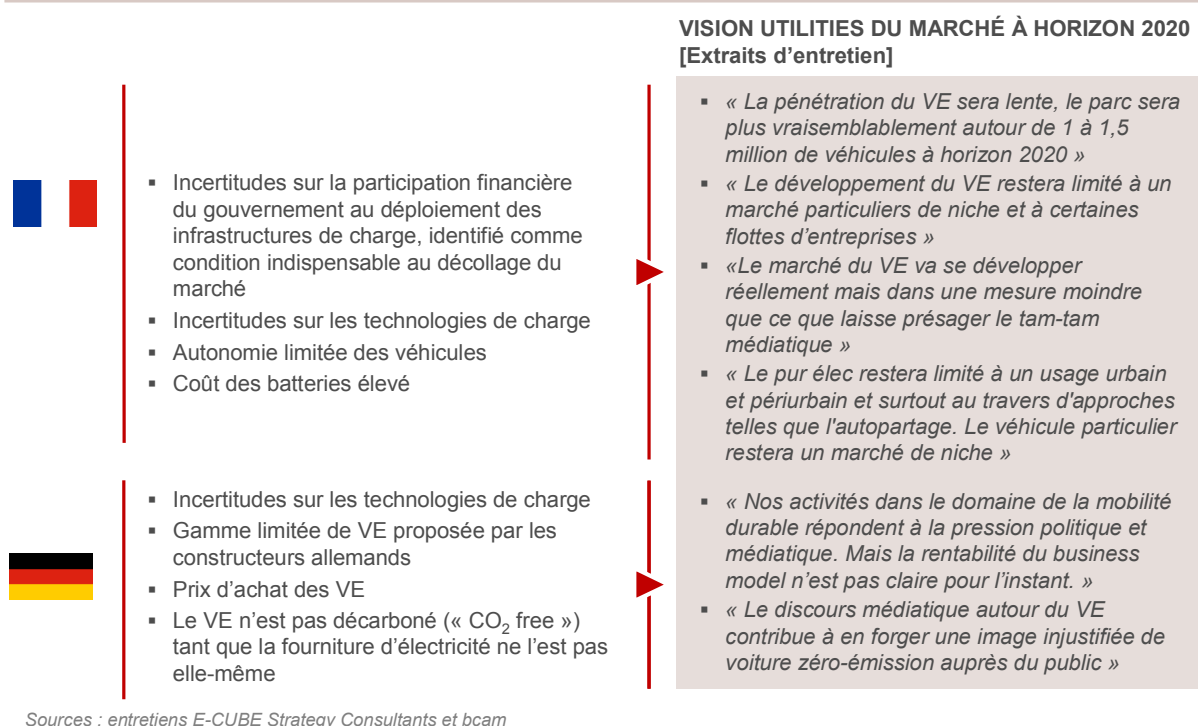 VISION UTILITIES DU MARCHÉ À HORIZON 2020
[Extraits d’entretien]
▪ Incertitudes sur la participation financière
du gouvernement au déploiement des
infrastructures de charge, identifié comme
condition indispensable au décollage du
marché
▪ Incertitudes sur les technologies de charge
▪ Autonomie limitée des véhicules
▪ Coût des batteries élevé
▪ « La pénétration du VE sera lente, le parc sera
plus vraisemblablement autour de 1 à 1,5
million de véhicules à horizon 2020 »
▪ « Le développement du VE restera limité à un
marché particuliers de niche et à certaines
flottes d’entreprises »
▪ «Le marché du VE va se développer
réellement mais dans une mesure moindre
que ce que laisse présager le tam-tam
médiatique »
▪ « Le pur élec restera limité à un usage urbain
et périurbain et surtout au travers d'approches
telles que l'autopartage. Le véhicule particulier
restera un marché de niche »
▪ Incertitudes sur les technologies de charge
▪ Gamme limitée de VE proposée par les
constructeurs allemands
▪ Prix d’achat des VE
▪ Le VE n’est pas décarboné (« CO₂ free »)
tant que la fourniture d’électricité ne l’est pas
elle-même
▪ « Nos activités dans le domaine de la mobilité
durable répondent à la pression politique et
médiatique. Mais la rentabilité du business
model n’est pas claire pour l’instant. »
▪ « Le discours médiatique autour du VE
contribue à en forger une image injustifiée de
voiture zéro-émission auprès du public »
Sources : entretiens E-CUBE Strategy Consultants et bcam